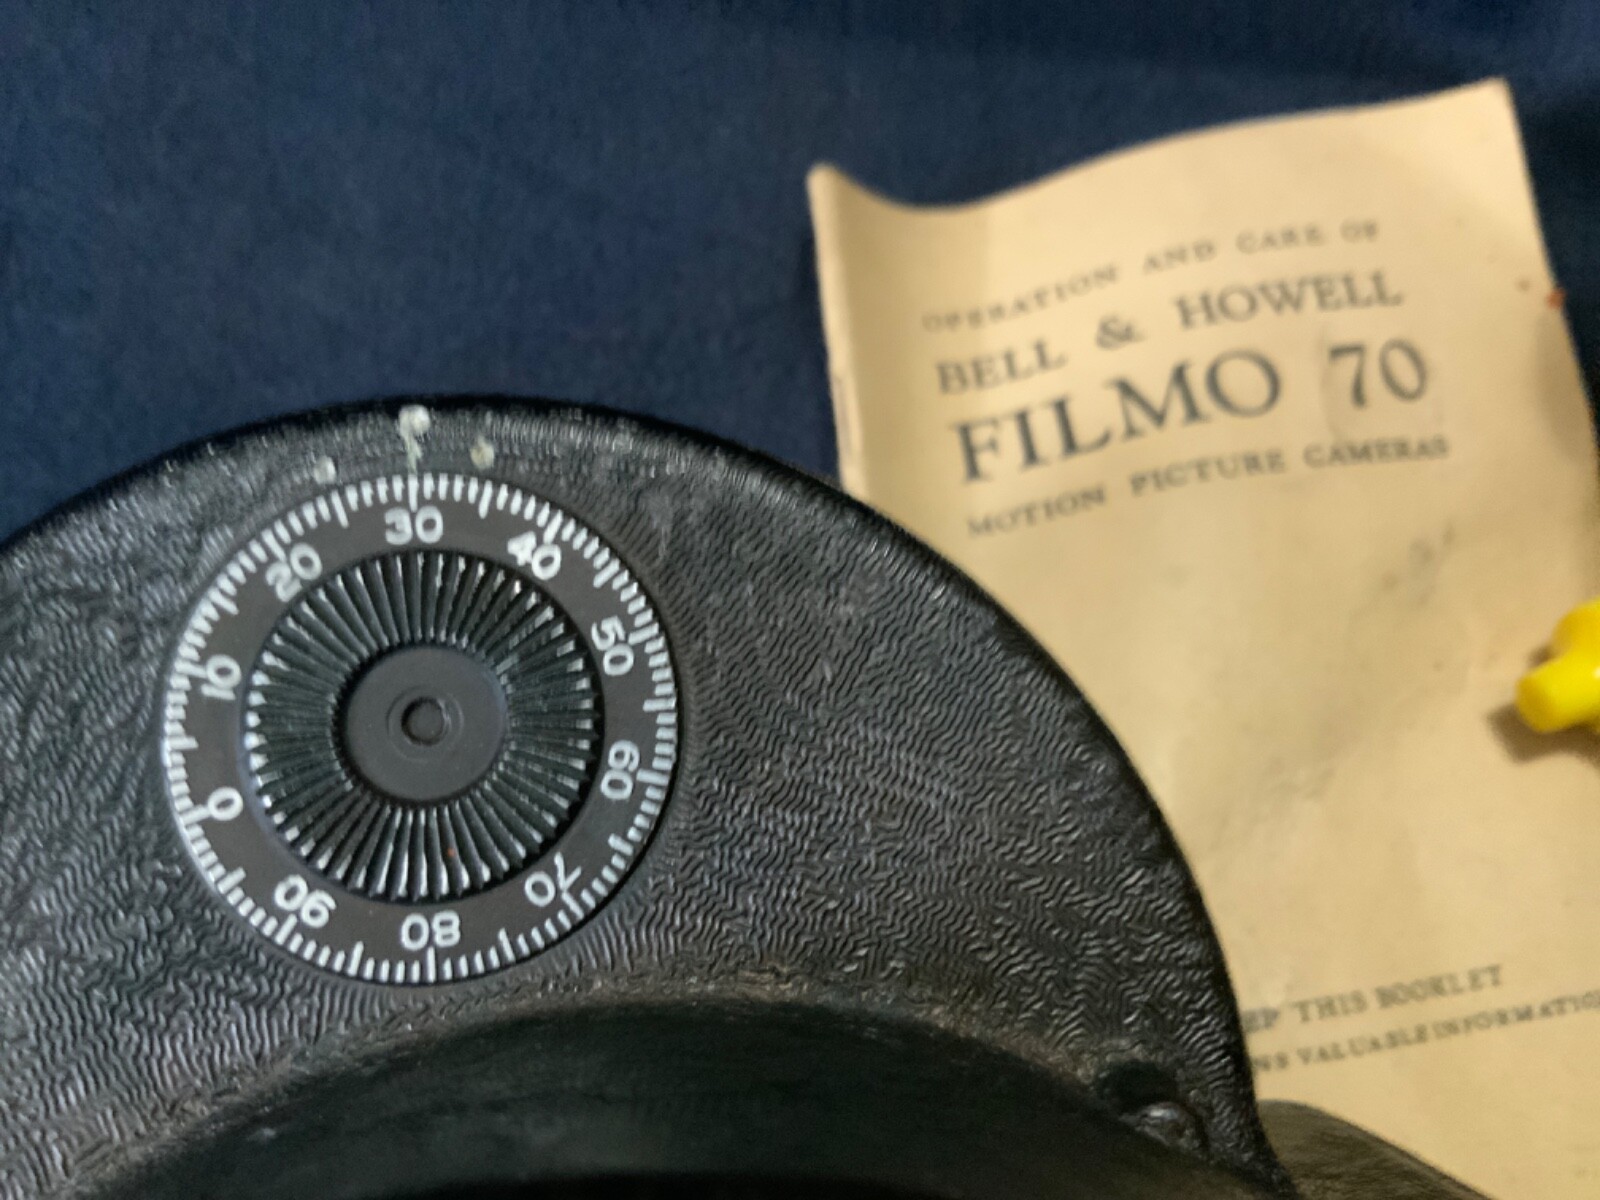 OPERATION AND CARE OF
BELL & HOWELL
FILMO 70
MOTION PICTURE CAMERAS
THIS BOOKLET
VALUABLE INFORMATION
0
10
20
30
40
50
60
70
80
90